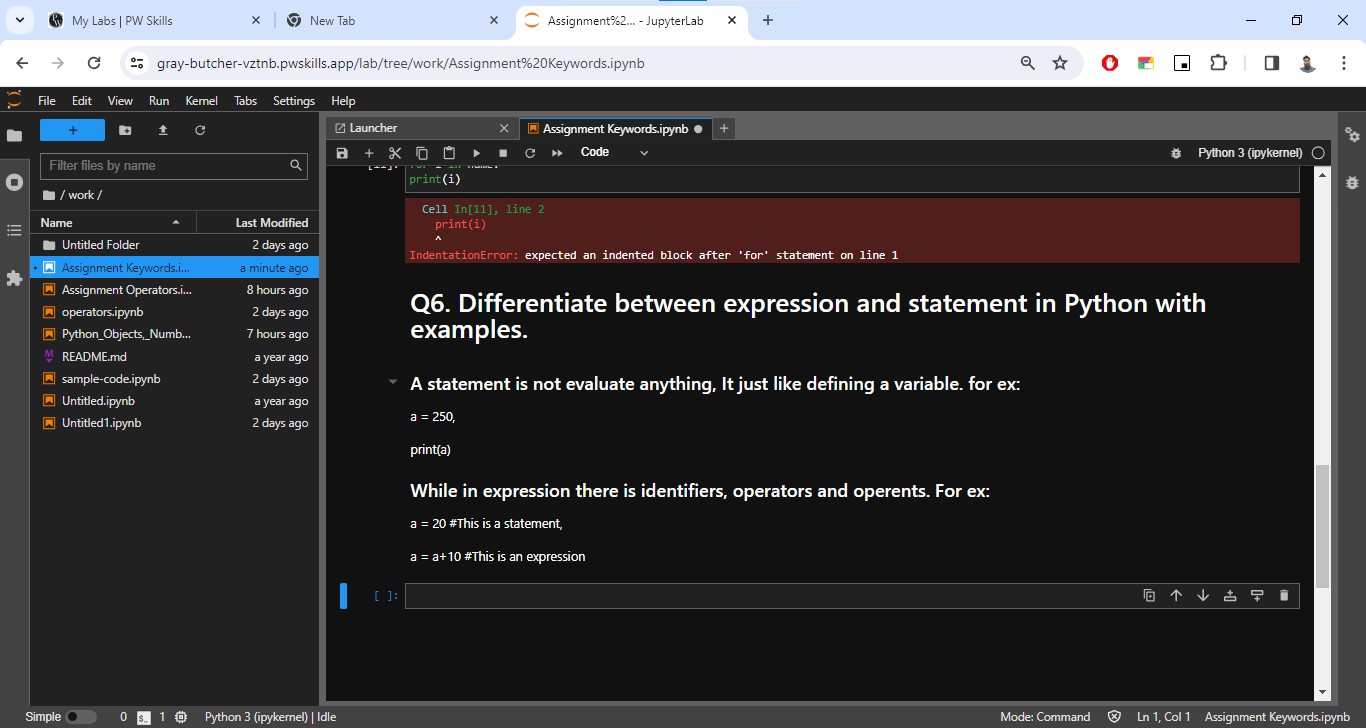 My Labs | PW Skills
New Tab
Assignment%2... - JupyterLab
gray-butcher-vztnb.pwskills.app/lab/tree/work/Assignment%20Keywords.ipynb
File Edit View Run Kernel Tabs Settings Help
Launcher
Assignment Keywords.ipynb
Filter files by name
Code
Python 3 (ipykernel)
/ work /
Name Last Modified
Untitled Folder 2 days ago
Assignment Keywords.i... a minute ago
Assignment Operators.i... 8 hours ago
operators.ipynb 2 days ago
Python_Objects,_Numb... 7 hours ago
README.md a year ago
sample-code.ipynb 2 days ago
Untitled.ipynb a year ago
Untitled1.ipynb 2 days ago
print(i)
Cell In[11], line 2
print(i)
^
IndentationError: expected an indented block after 'for' statement on line 1
Q6. Differentiate between expression and statement in Python with
examples.
A statement is not evaluate anything, It just like defining a variable. for ex:
a = 250,
print(a)
While in expression there is identifiers, operators and operents. For ex:
a = 20 #This is a statement,
a = a+10 #This is an expression
[ ]:
Simple 0 1 Python 3 (ipykernel) | Idle
Mode: Command Ln 1, Col 1 Assignment Keywords.ipynb